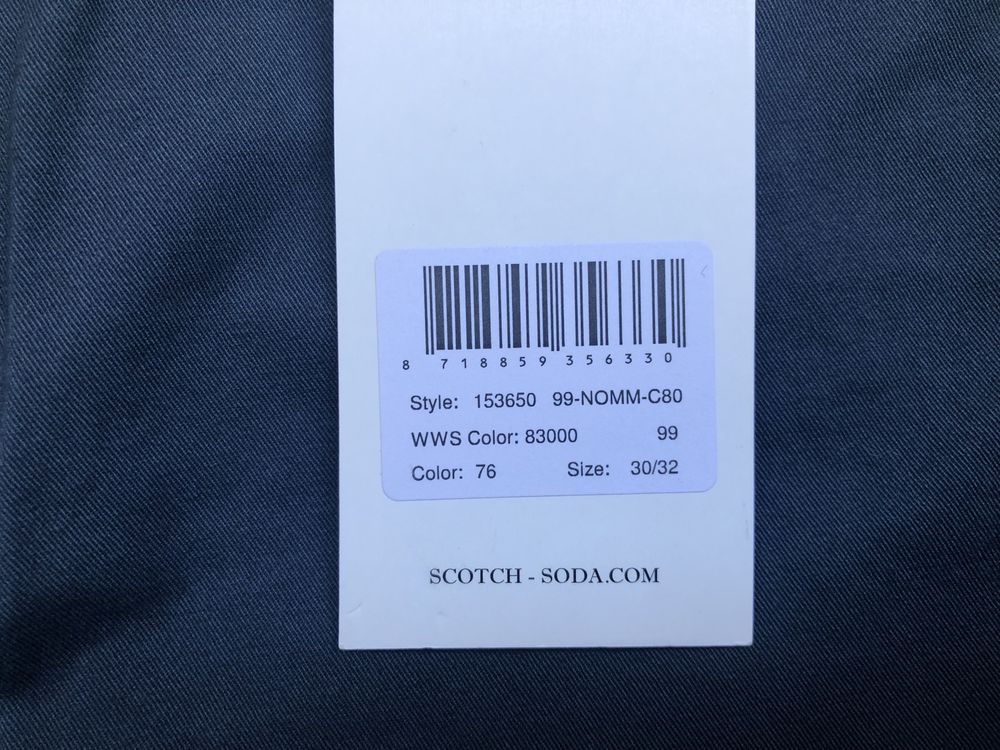 8 718859 356330
Style: 153650 99-NOMM-C80
WWS Color: 83000 99
Color: 76 Size: 30/32
SCOTCH - SODA.COM